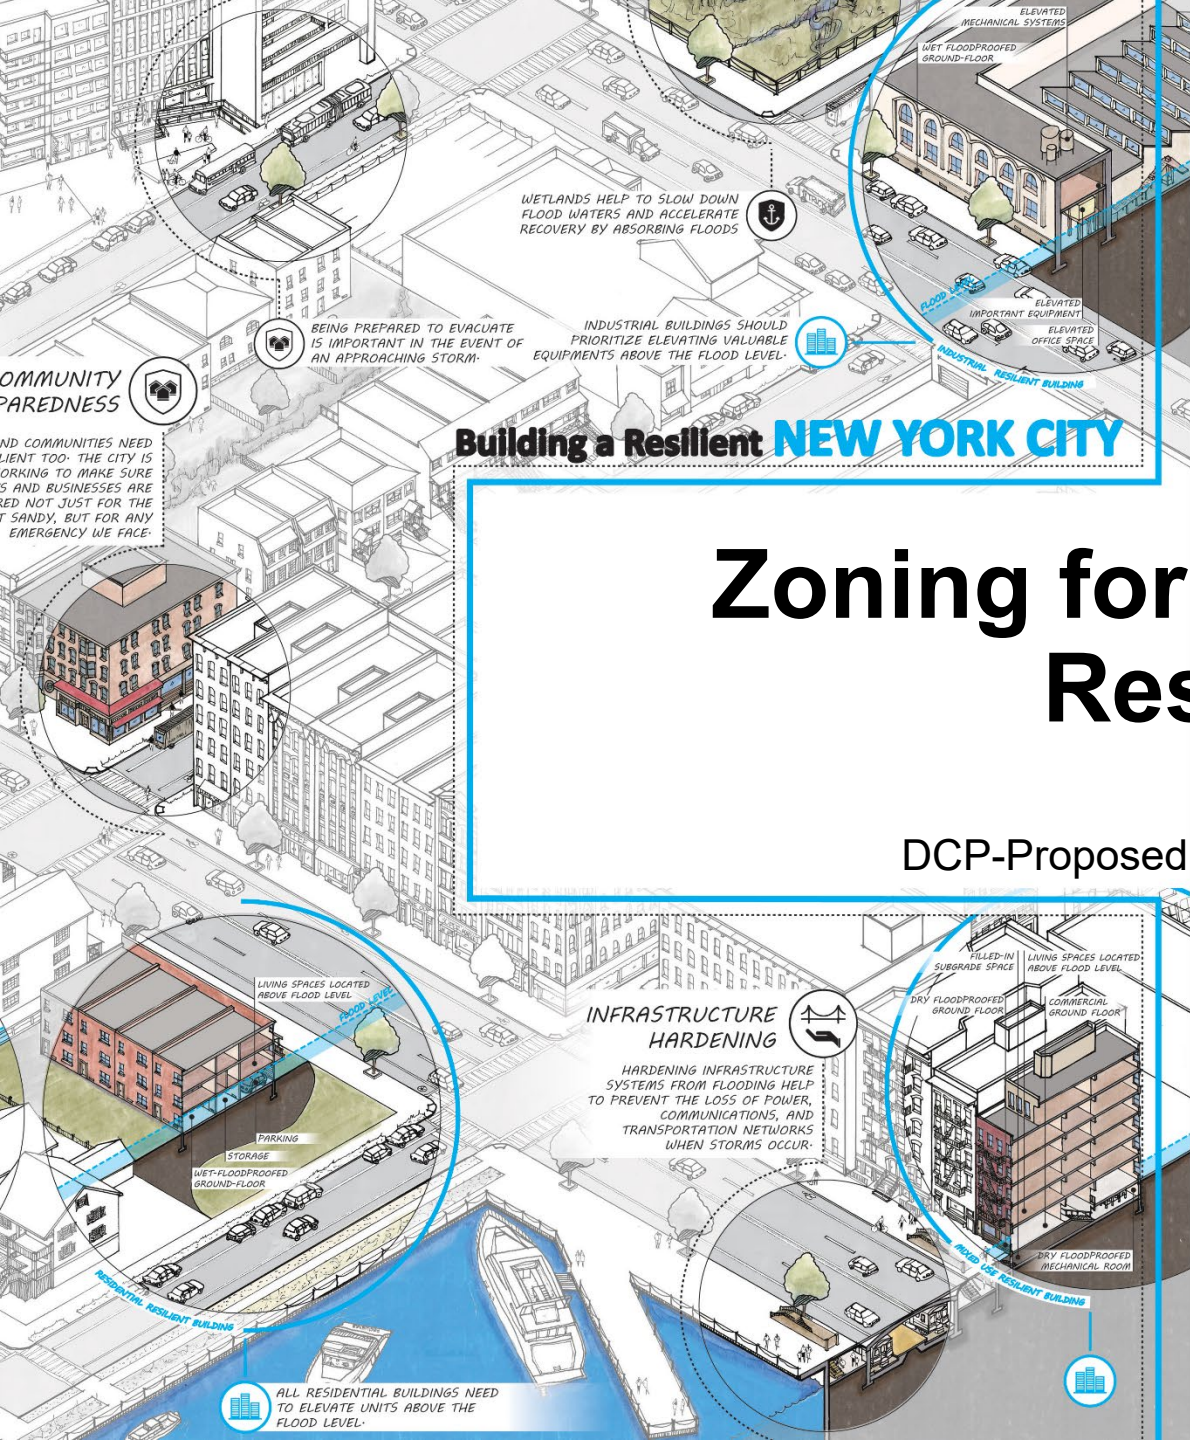 ELEVATED
MECHANICAL SYSTEMS
WET FLOODPROOFED
GROUND-FLOOR
WETLANDS HELP TO SLOW DOWN
FLOOD WATERS AND ACCELERATE
RECOVERY BY ABSORBING FLOODS
FLOOD LEVEL
ELEVATED
IMPORTANT EQUIPMENT
ELEVATED
OFFICE SPACE
INDUSTRIAL RESILIENT BUILDING
BEING PREPARED TO EVACUATE
IS IMPORTANT IN THE EVENT OF
AN APPROACHING STORM.
INDUSTRIAL BUILDINGS SHOULD
PRIORITIZE ELEVATING VALUABLE
EQUIPMENTS ABOVE THE FLOOD LEVEL.
OMMUNITY
PAREDNESS
ND COMMUNITIES NEED
LIENT TOO. THE CITY IS
ORKING TO MAKE SURE
S AND BUSINESSES ARE
RED NOT JUST FOR THE
T SANDY, BUT FOR ANY
EMERGENCY WE FACE.
Building a Resilient NEW YORK CITY
Zoning for
Res
DCP-Proposed
LIVING SPACES LOCATED
ABOVE FLOOD LEVEL
FLOOD LEVEL
PARKING
STORAGE
WET-FLOODPROOFED
GROUND-FLOOR
RESIDENTIAL RESILIENT BUILDING
ALL RESIDENTIAL BUILDINGS NEED
TO ELEVATE UNITS ABOVE THE
FLOOD LEVEL.
INFRASTRUCTURE
HARDENING
HARDENING INFRASTRUCTURE
SYSTEMS FROM FLOODING HELP
TO PREVENT THE LOSS OF POWER,
COMMUNICATIONS, AND
TRANSPORTATION NETWORKS
WHEN STORMS OCCUR.
FILLED-IN
SUBGRADE SPACE
LIVING SPACES LOCATED
ABOVE FLOOD LEVEL
DRY FLOODPROOFED
GROUND FLOOR
COMMERCIAL
GROUND FLOOR
DRY FLOODPROOFED
MECHANICAL ROOM
MIXED USE RESILIENT BUILDING